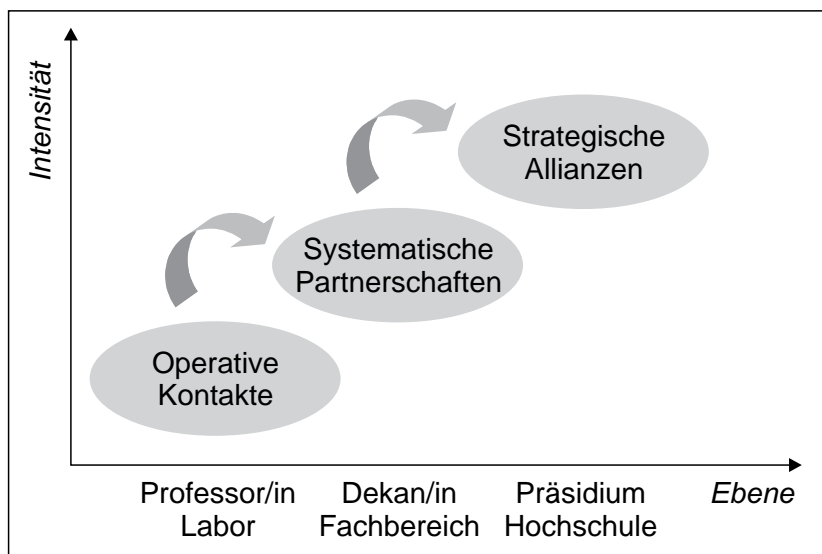 Intensität
Strategische
Allianzen
Systematische
Partnerschaften
Operative
Kontakte
Professor/in
Labor
Dekan/in
Fachbereich
Präsidium
Hochschule
Ebene